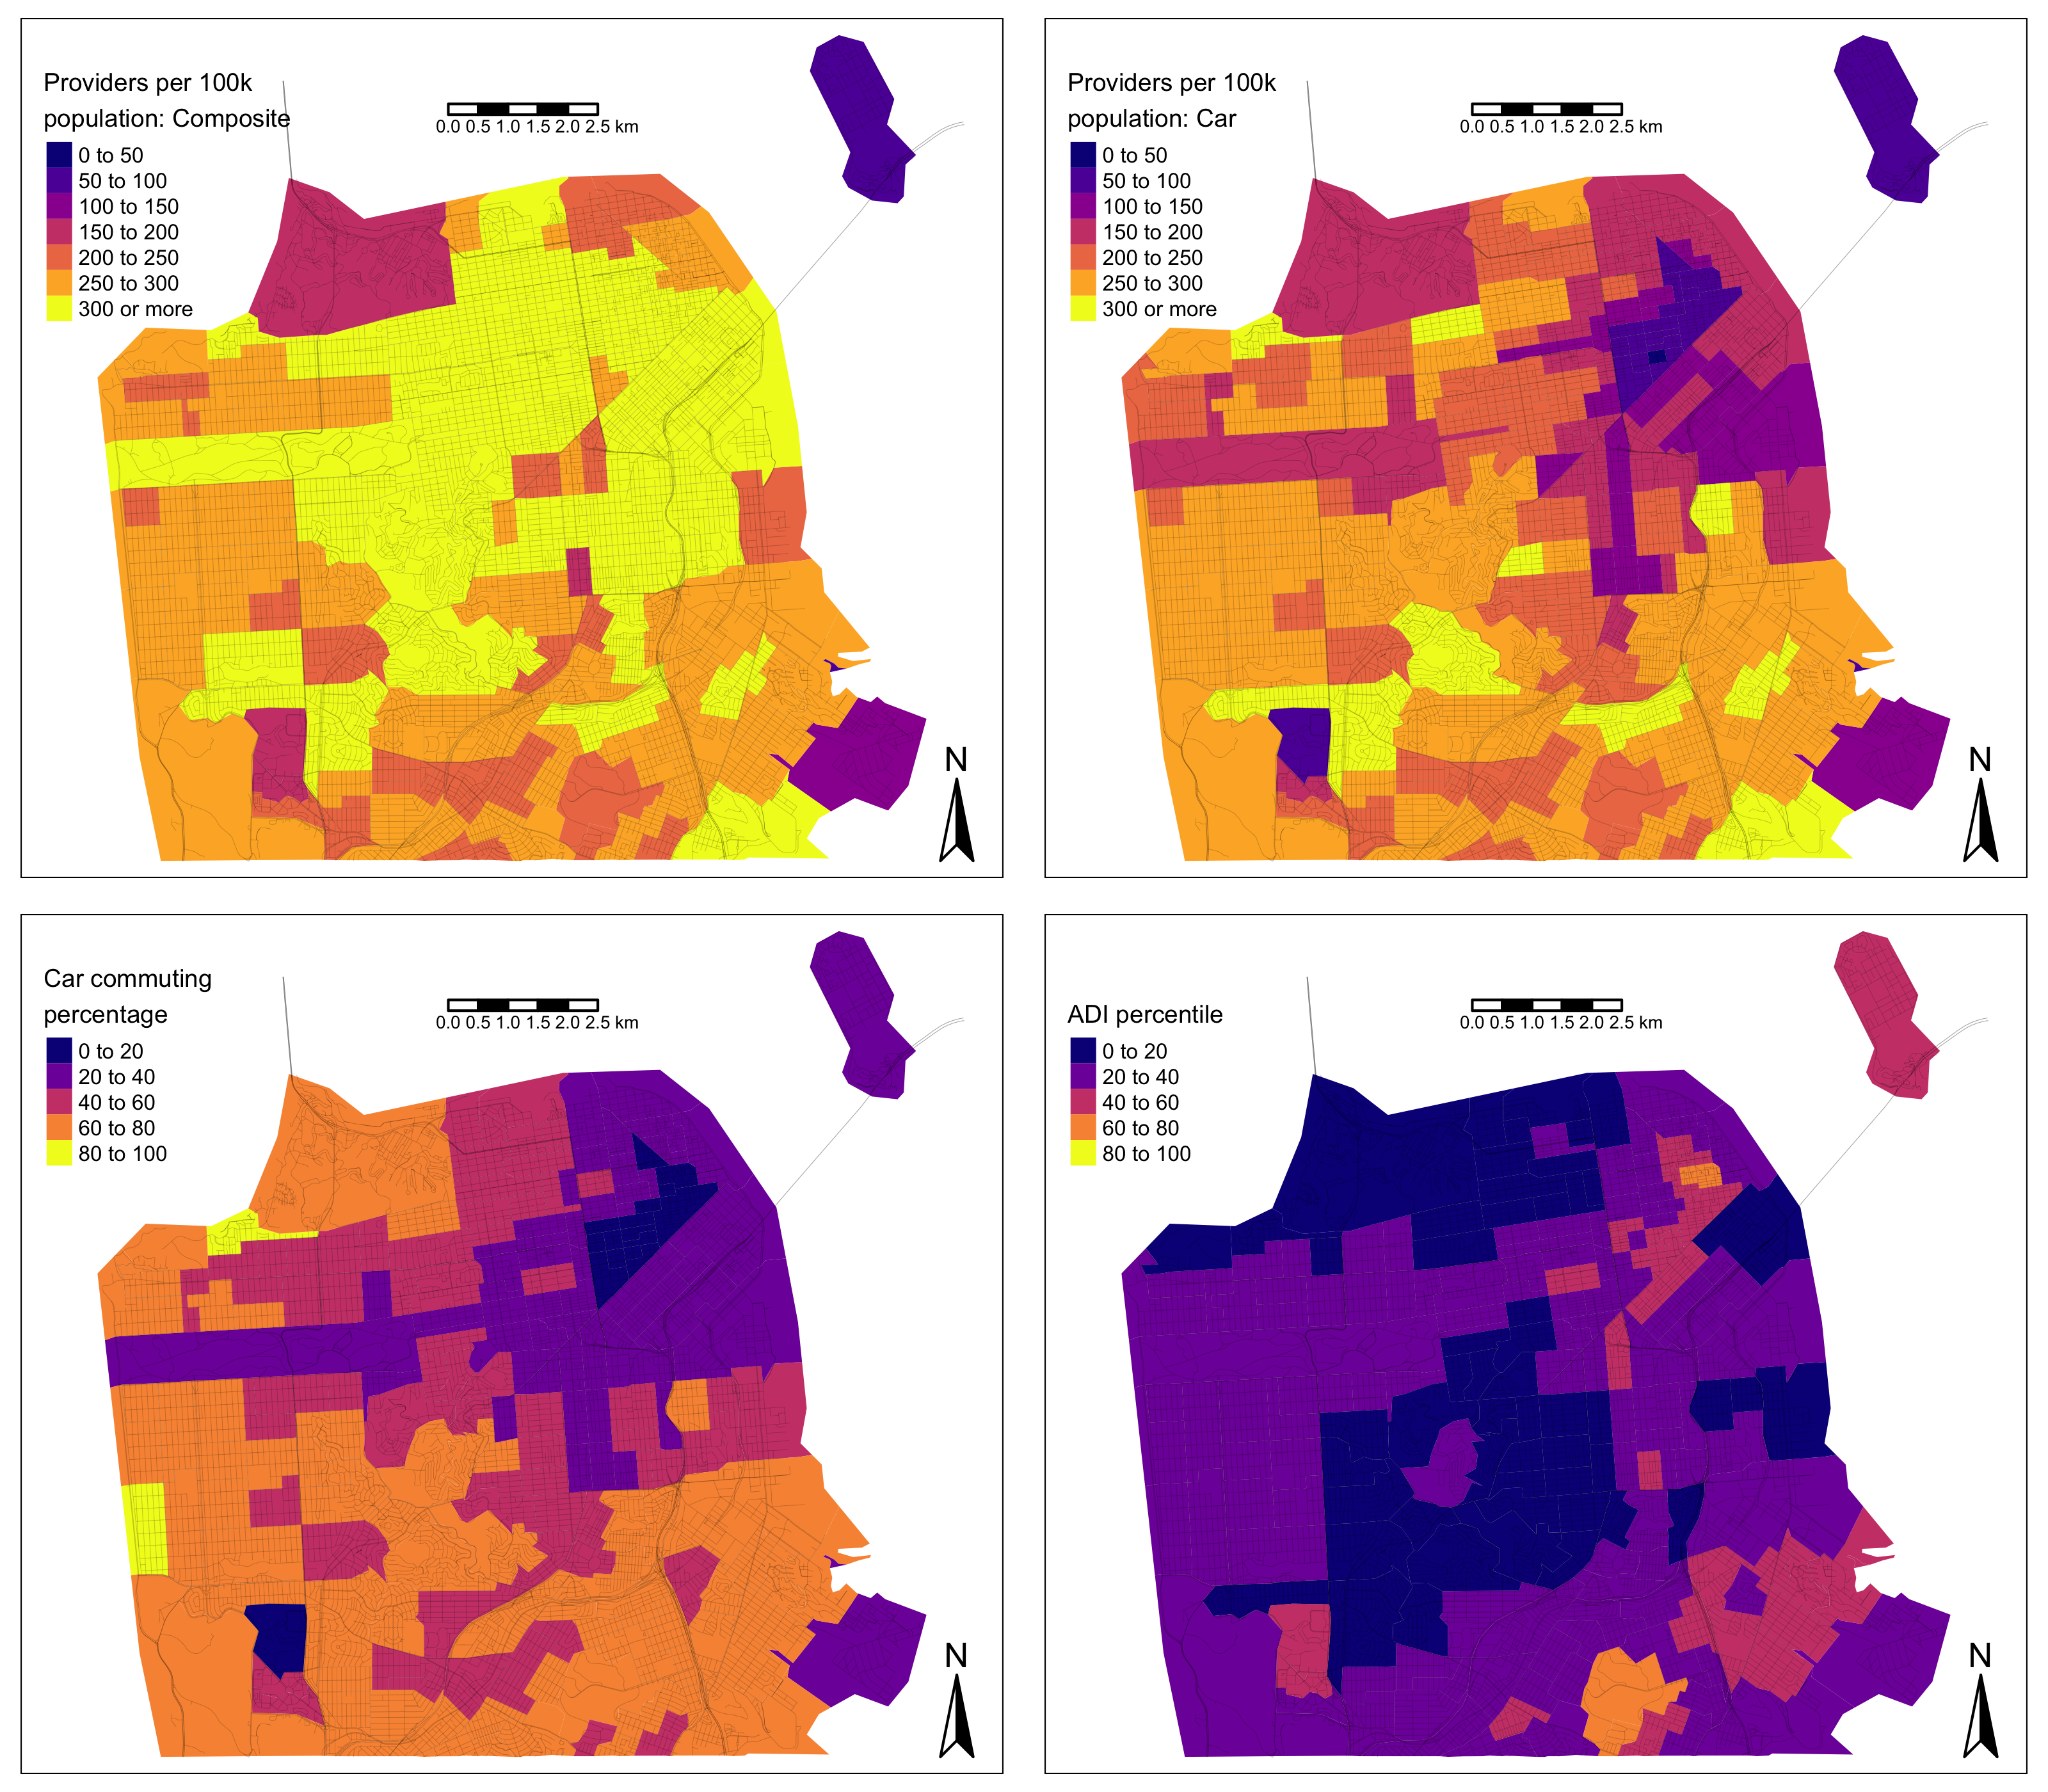 Providers per 100k
population: Composite
0 to 50
50 to 100
100 to 150
150 to 200
200 to 250
250 to 300
300 or more
0.0 0.5 1.0 1.5 2.0 2.5 km
N
Providers per 100k
population: Car
0 to 50
50 to 100
100 to 150
150 to 200
200 to 250
250 to 300
300 or more
0.0 0.5 1.0 1.5 2.0 2.5 km
N
Car commuting
percentage
0 to 20
20 to 40
40 to 60
60 to 80
80 to 100
0.0 0.5 1.0 1.5 2.0 2.5 km
N
ADI percentile
0 to 20
20 to 40
40 to 60
60 to 80
80 to 100
0.0 0.5 1.0 1.5 2.0 2.5 km
N